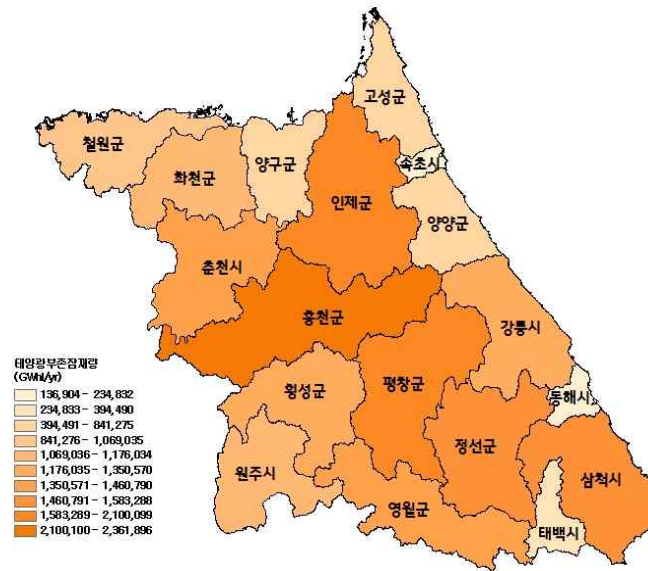 고성군
철원군
속초시
화천군
양구군
인제군
양양군
춘천시
홍천군
강릉시
태양광부존잠재량
(GWh/yr)
136,904 - 234,832
234,833 - 394,490
394,491 - 841,275
841,276 - 1,069,035
1,069,036 - 1,176,034
1,176,035 - 1,350,570
1,350,571 - 1,460,790
1,460,791 - 1,583,288
1,583,289 - 2,100,099
2,100,100 - 2,361,896
횡성군
평창군
동해시
정선군
원주시
삼척시
영월군
태백시